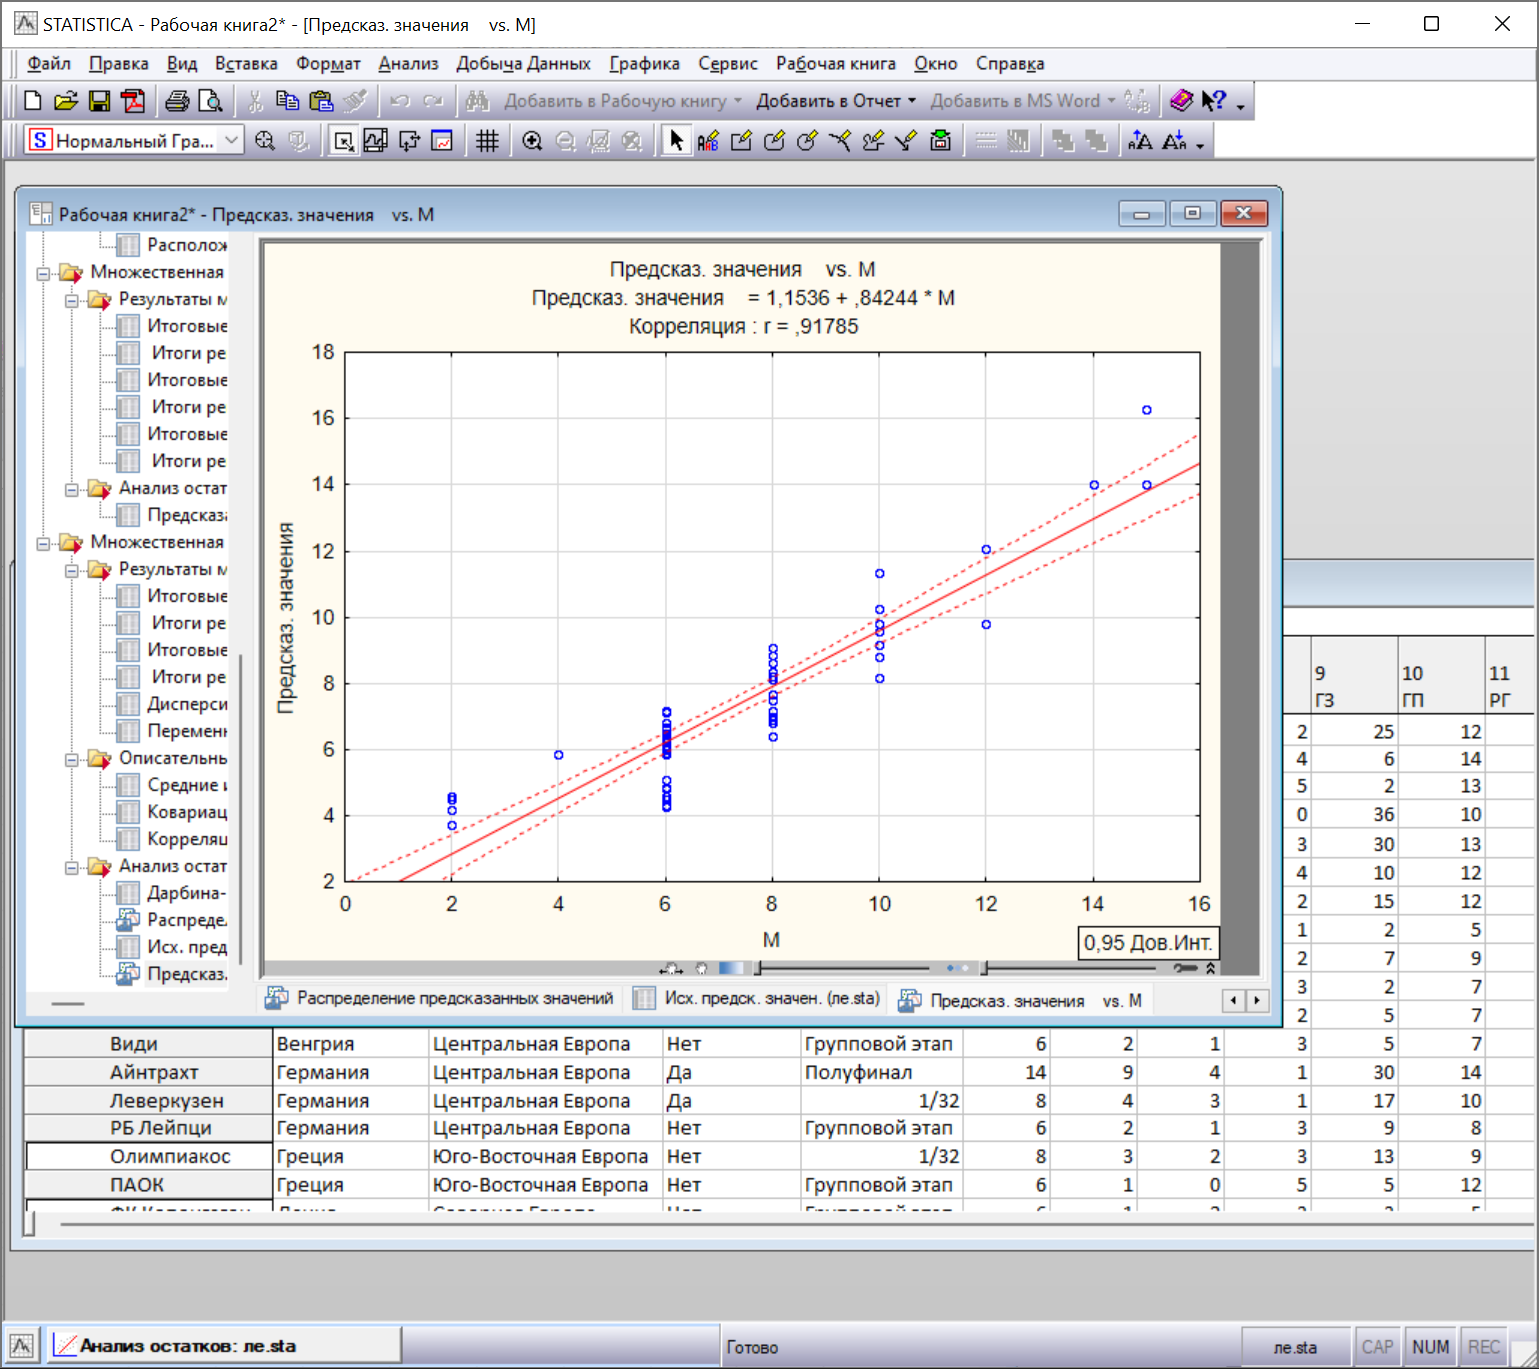 STATISTICA - Рабочая книга2* - [Предсказ. значения vs. M]
Файл Правка Вид Вставка Формат Анализ Добыча Данных Графика Сервис Рабочая книга Окно Справка
Добавить в Рабочую книгу Добавить в Отчет Добавить в MS Word
Нормальный Гра...
Рабочая книга2* - Предсказ. значения vs. M
Располож
Множественная
Результаты м
Итоговые
Итоги ре
Итоговые
Итоги ре
Итоговые
Итоги ре
Анализ остат
Предсказа
Множественная
Результаты м
Итоговые
Итоги ре
Итоговые
Итоги ре
Дисперси
Перемен
Описательнь
Средние и
Ковариац
Корреляц
Анализ остат
Дарбина-
Распреде.
Исх. пред
Предсказ.
Предсказ. значения vs. M
Предсказ. значения = 1,1536 + ,84244 * M
Корреляция : r = ,91785
Предсказ. значения
18
16
14
12
10
8
6
4
2
0 2 4 6 8 10 12 14 16
M
0,95 Дов.Инт.
Распределение предсказанных значений Исх. предск. значен. (ле.sta) Предсказ. значения vs. M
9 10 11
ГЗ ГП РГ
2 25 12
4 6 14
5 2 13
0 36 10
3 30 13
4 10 12
2 15 12
1 2 5
2 7 9
3 2 7
2 5 7
Види Венгрия Центральная Европа Нет Групповой этап 6 2 1 3 5 7
Айнтрахт Германия Центральная Европа Да Полуфинал 14 9 4 1 30 14
Леверкузен Германия Центральная Европа Да 1/32 8 4 3 1 17 10
РБ Лейпци Германия Центральная Европа Нет Групповой этап 6 2 1 3 9 8
Олимпиакос Греция Юго-Восточная Европа Нет 1/32 8 3 2 3 13 9
ПАОК Греция Юго-Восточная Европа Нет Групповой этап 6 1 0 5 5 12
Анализ остатков: ле.sta Готово ле.sta CAP NUM REC